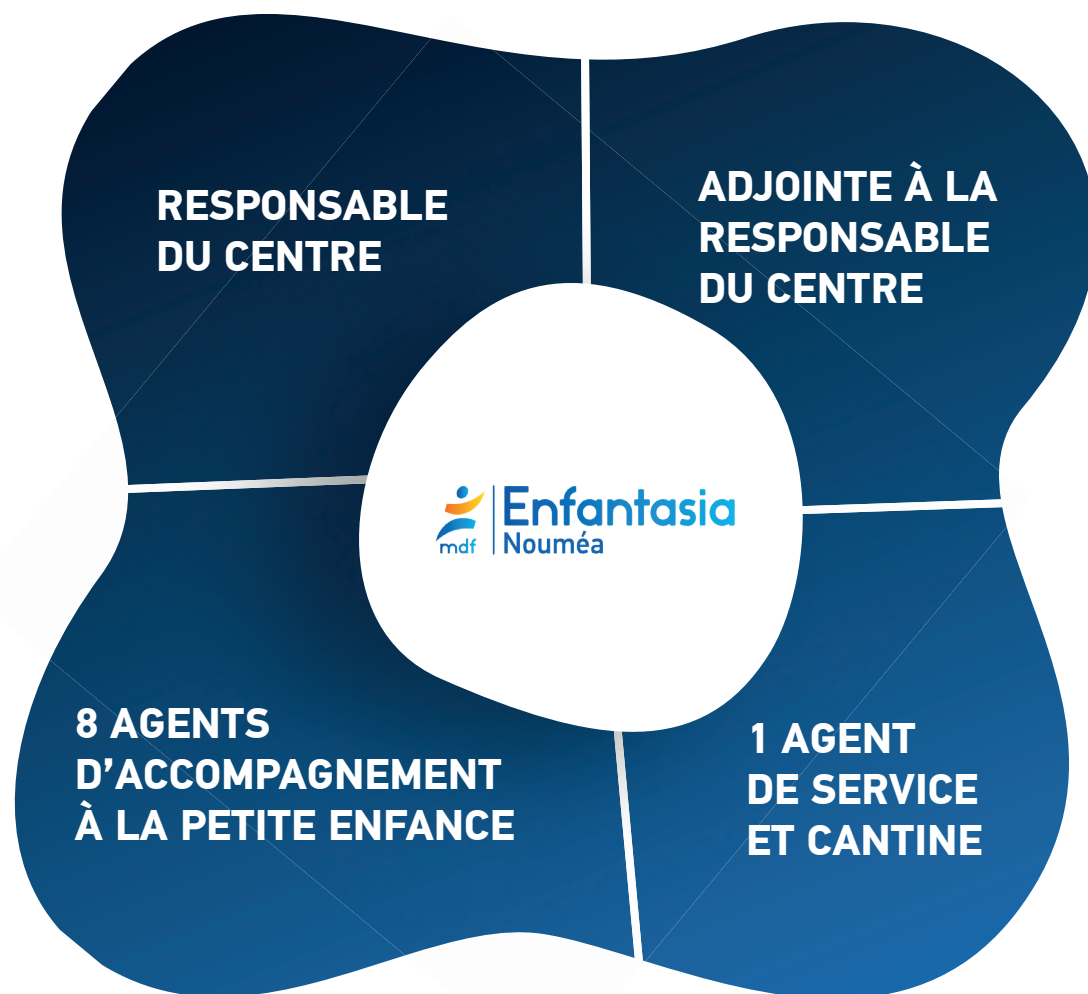 RESPONSABLE
DU CENTRE
ADJOINTE À LA
RESPONSABLE
DU CENTRE
mdf
Enfantasia
Nouméa
8 AGENTS
D’ACCOMPAGNEMENT
À LA PETITE ENFANCE
1 AGENT
DE SERVICE
ET CANTINE